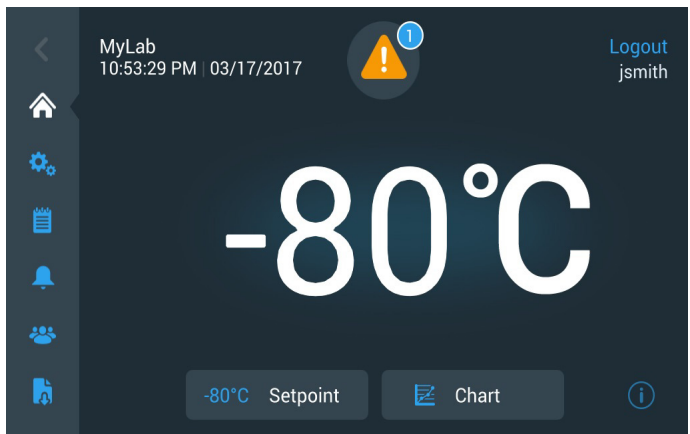 MyLab
10:53:29 PM | 03/17/2017
1
Logout
jsmith
-80°C
-80°C Setpoint
Chart